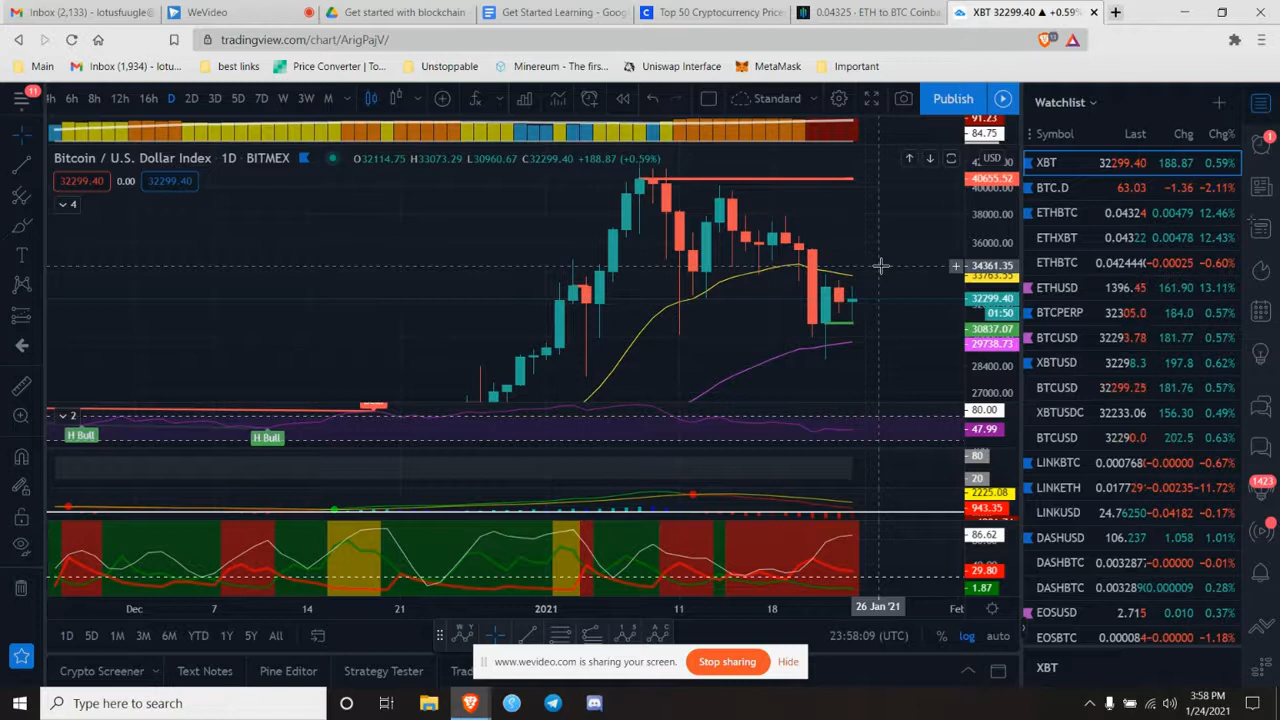 Inbox (2,133) - lotusfuugle@
WeVideo
Get started with blockchain
Get Started Learning - Goog
Top 50 Cryptocurrency Price
0.04325 · ETH to BTC Coinba
XBT 32299.40 ▲ +0.59%
tradingview.com/chart/ArigPajV/
Main
Inbox (1,934) - lotu...
best links
Price Converter | To...
Unstoppable
Minereum - The firs...
Uniswap Interface
MetaMask
Important
11
6h 8h 12h 16h D 2D 3D 5D 7D W 3W M
Standard
Publish
Watchlist
91.23
84.75
Symbol Last Chg Chg%
Bitcoin / U.S. Dollar Index · 1D · BITMEX
O32114.75 H33073.29 L30960.67 C32299.40 +188.87 (+0.59%)
USD
32299.40 0.00 32299.40
4
40655.52
40000.00
38000.00
36000.00
34361.35
33763.55
32299.40
01:50
30837.07
29738.73
28400.00
27000.00
XBT 32299.40 188.87 0.59%
BTC.D 63.03 -1.36 -2.11%
ETHBTC 0.04324 0.00479 12.46%
ETHXBT 0.04322 0.00478 12.43%
ETHBTC 0.042444 -0.00025 -0.60%
ETHUSD 1396.45 161.90 13.11%
BTCPERP 32305.0 184.0 0.57%
BTCUSD 32293.78 181.77 0.57%
XBTUSD 32298.3 197.8 0.62%
BTCUSD 32299.25 181.76 0.57%
XBTUSDC 32233.06 156.30 0.49%
BTCUSD 32290.0 202.5 0.63%
LINKBTC 0.000768 -0.00000 -0.67%
LINKETH 0.017729 -0.00235 -11.72%
LINKUSD 24.76250 -0.04182 -0.17%
DASHUSD 106.237 1.058 1.01%
DASHBTC 0.003287 -0.00003 -0.01%
DASHBTC 0.003289 0.000009 0.28%
EOSUSD 2.715 0.010 0.37%
EOSBTC 0.000084 -0.00000 -1.18%
XBT
1
1423
2
H Bull
H Bull
80.00
47.99
80
20
2225.08
943.35
86.62
29.80
1.87
Dec 7 14 21 2021 11 18 26 Jan '21 Feb
1D 5D 1M 3M 6M YTD 1Y 5Y All
23:58:09 (UTC) % log auto
www.wevideo.com is sharing your screen.
Stop sharing
Hide
Crypto Screener
Text Notes
Pine Editor
Strategy Tester
Type here to search
3:58 PM
1/24/2021